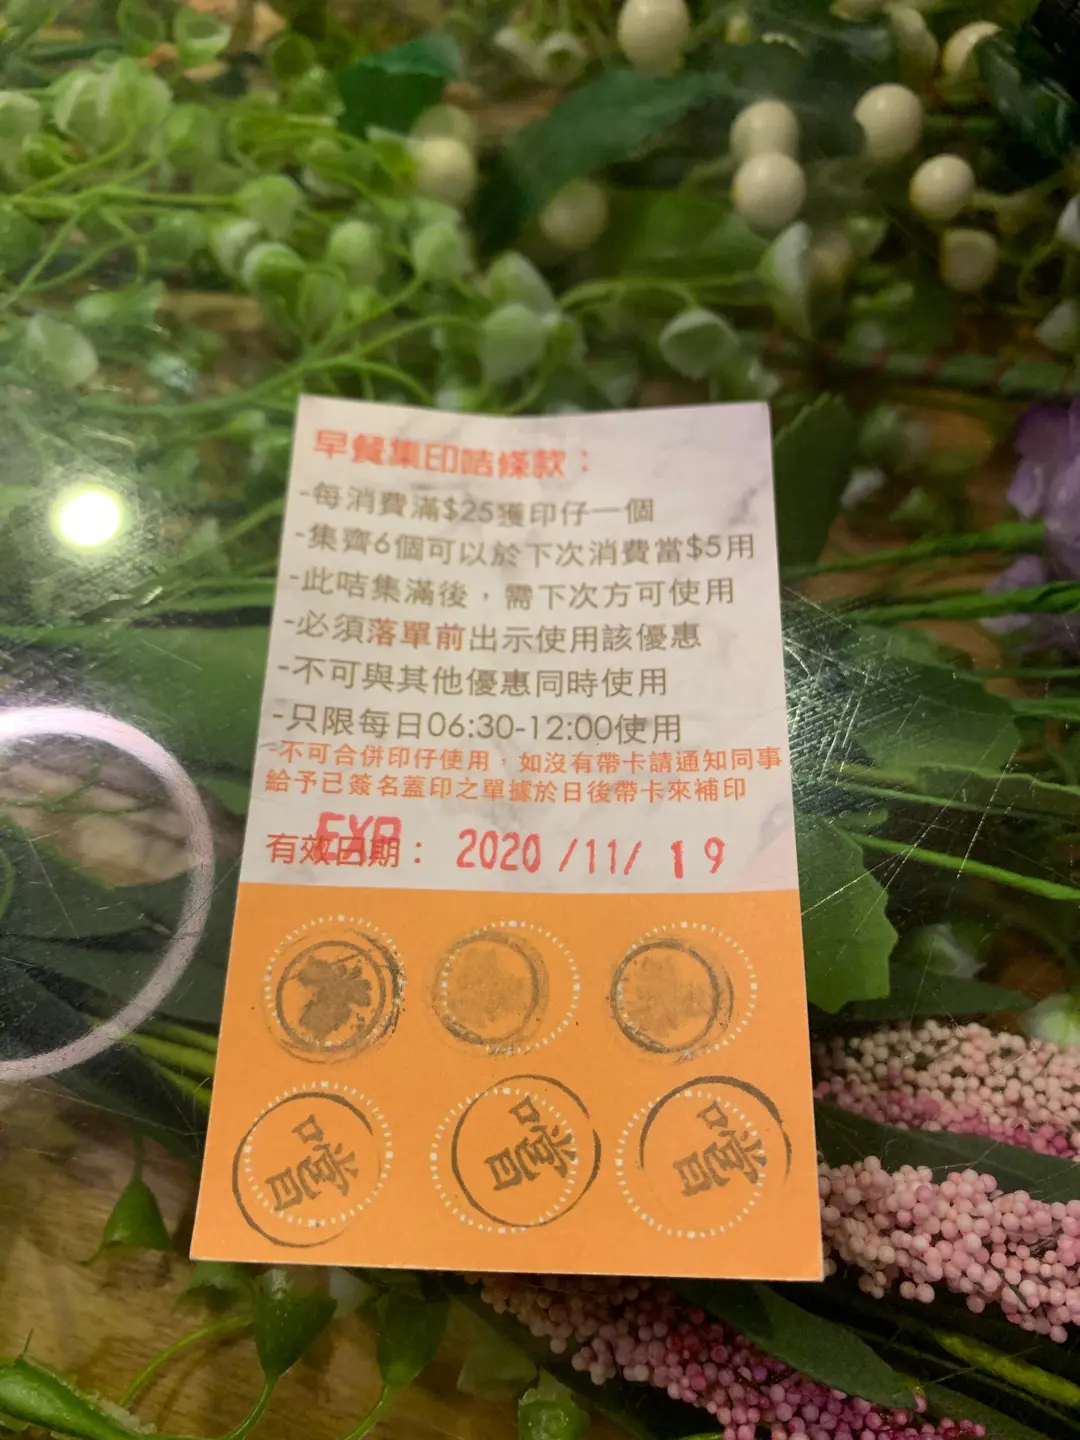 早餐集印咭條款：
-每消費滿$25獲印仔一個
-集齊6個可以於下次消費當$5用
-此咭集滿後，需下次方可使用
-必須落單前出示使用該優惠
-不可與其他優惠同時使用
-只限每日06:30-12:00使用
-不可合併印仔使用，如沒有帶卡請通知同事
給予已簽名蓋印之單據於日後帶卡來補印
EXP
有效日期： 2020/11/ 19
嚐 嚐 嚐